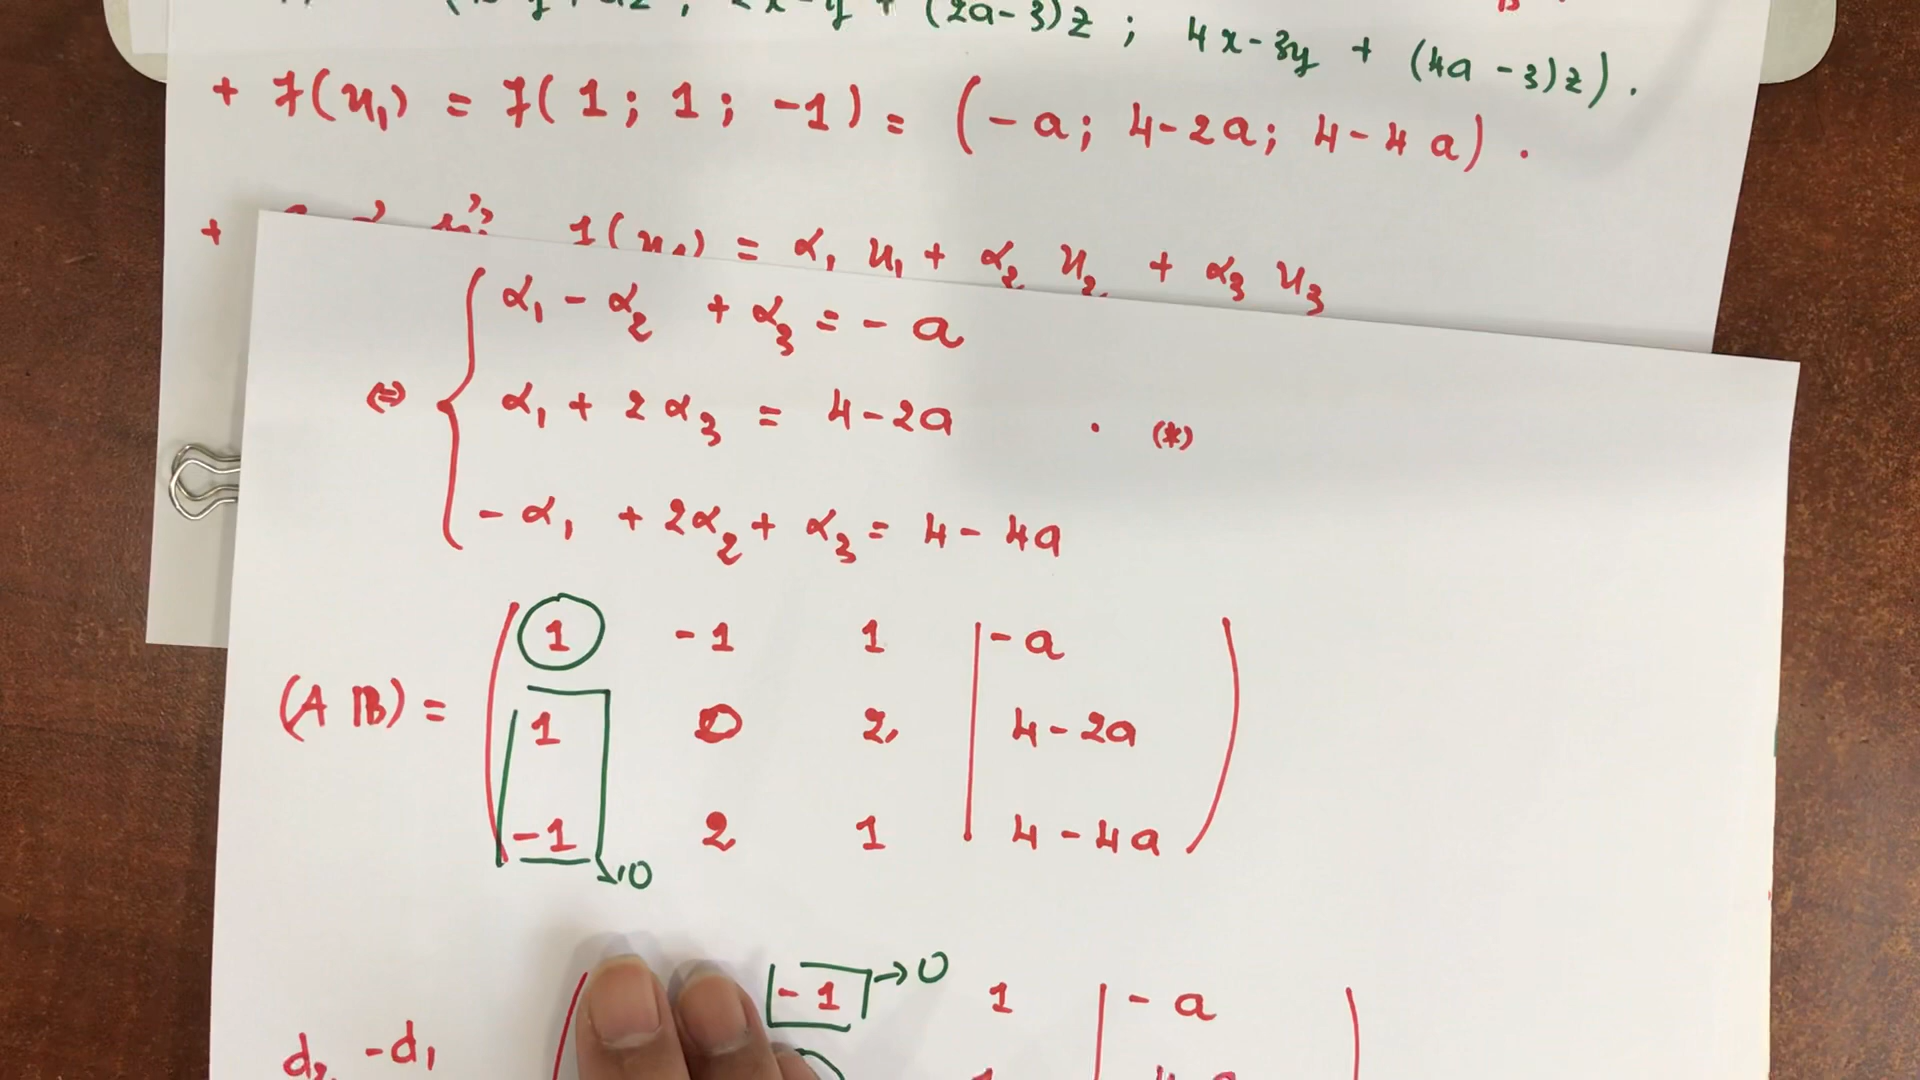 (2a-3)z ; 4x-3y + (4a-3)z).
+ f(u₁) = f(1; 1; -1) = (-a; 4-2a; 4-4a).
+ f(u₁) = α₁ u₁ + α₂ u₂ + α₃ u₃
α₁ - α₂ + α₃ = - a
⇔ { α₁ + 2α₃ = 4-2a . (*)
- α₁ + 2α₂ + α₃ = 4 - 4a
1 -1 1 | -a
(A|B) = ( 1 0 2 | 4-2a )
-1 2 1 | 4-4a
→0
-1 →0 1 | - a
d₂ - d₁